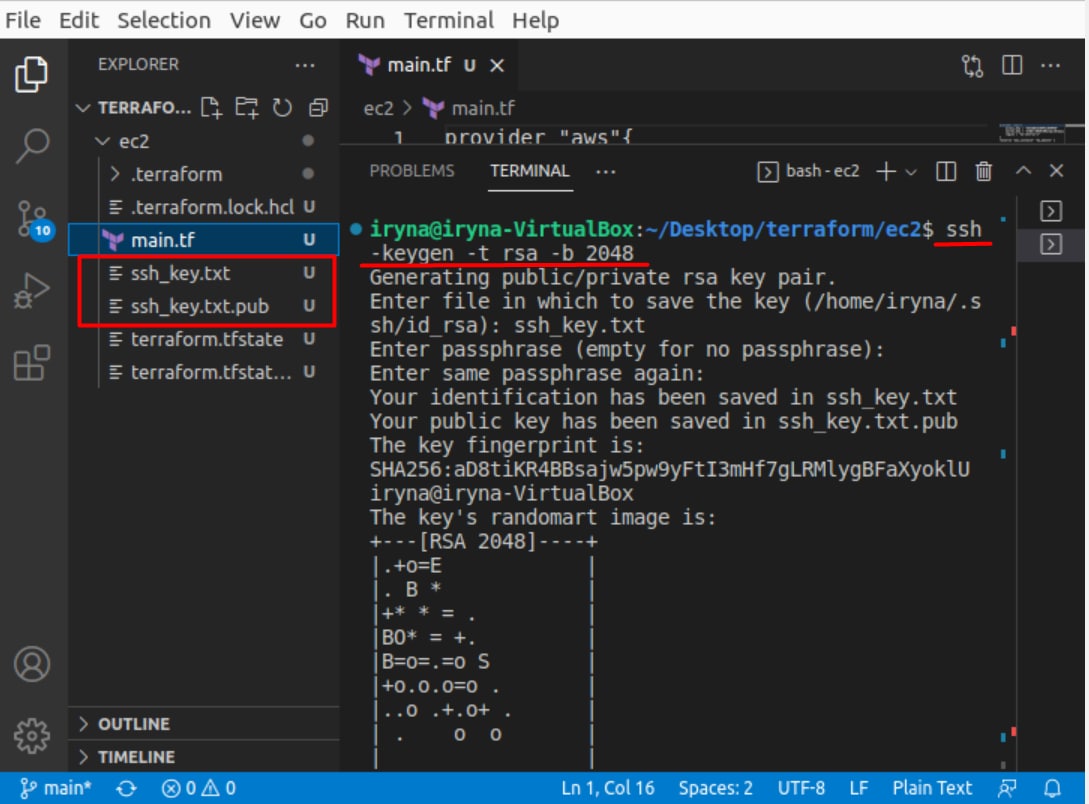 File Edit Selection View Go Run Terminal Help
EXPLORER ...
main.tf U
TERRAFO...
ec2 > main.tf
ec2
1 provider "aws"{
.terraform
PROBLEMS TERMINAL ... bash - ec2
.terraform.lock.hcl U
10
main.tf U
ssh_key.txt U
ssh_key.txt.pub U
terraform.tfstate U
terraform.tfstat... U
iryna@iryna-VirtualBox:~/Desktop/terraform/ec2$ ssh
-keygen -t rsa -b 2048
Generating public/private rsa key pair.
Enter file in which to save the key (/home/iryna/.s
sh/id_rsa): ssh_key.txt
Enter passphrase (empty for no passphrase):
Enter same passphrase again:
Your identification has been saved in ssh_key.txt
Your public key has been saved in ssh_key.txt.pub
The key fingerprint is:
SHA256:aD8tiKR4BBsajw5pw9yFtI3mHf7gLRMlygBFaXyoklU
iryna@iryna-VirtualBox
The key's randomart image is:
+---[RSA 2048]----+
|.+o=E            |
|. B *            |
|+* * = .         |
|BO* = +.         |
|B=o=.=o S        |
|+o.o.o=o .       |
|..o .+.o+ .      |
| .    o  o       |
|                 |
OUTLINE
TIMELINE
main* 0 0 Ln 1, Col 16 Spaces: 2 UTF-8 LF Plain Text